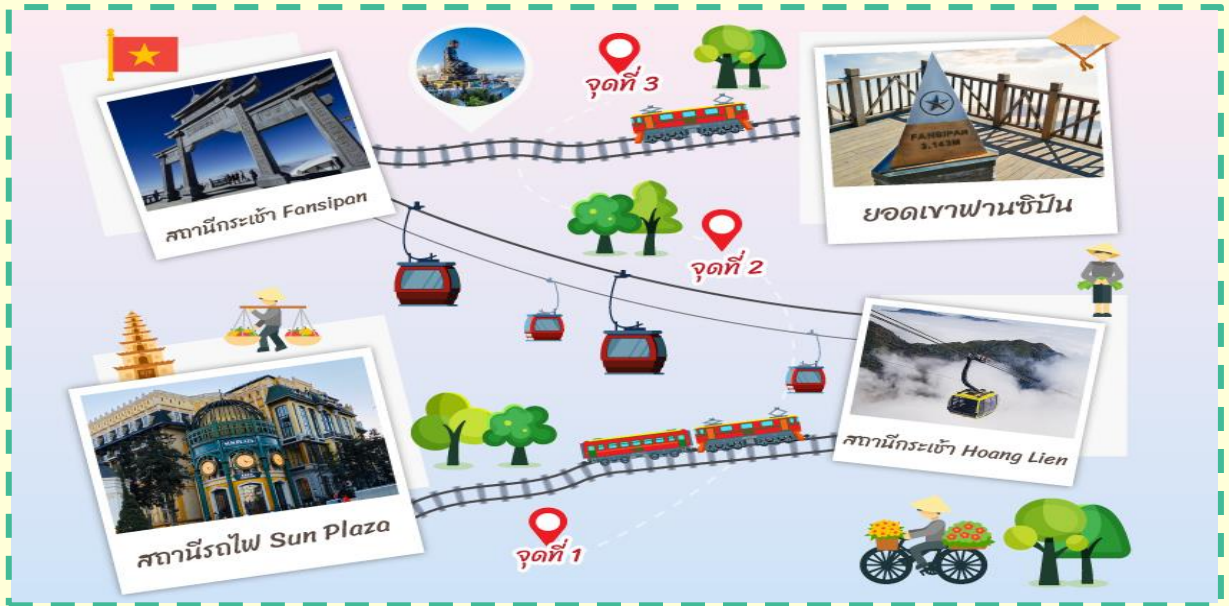 จุดที่ 3
สถานีกระเช้า Fansipan
FANSIPAN
3.143M
ยอดเขาฟานซิปัน
จุดที่ 2
สถานีรถไฟ Sun Plaza
สถานีกระเช้า Hoang Lien
จุดที่ 1